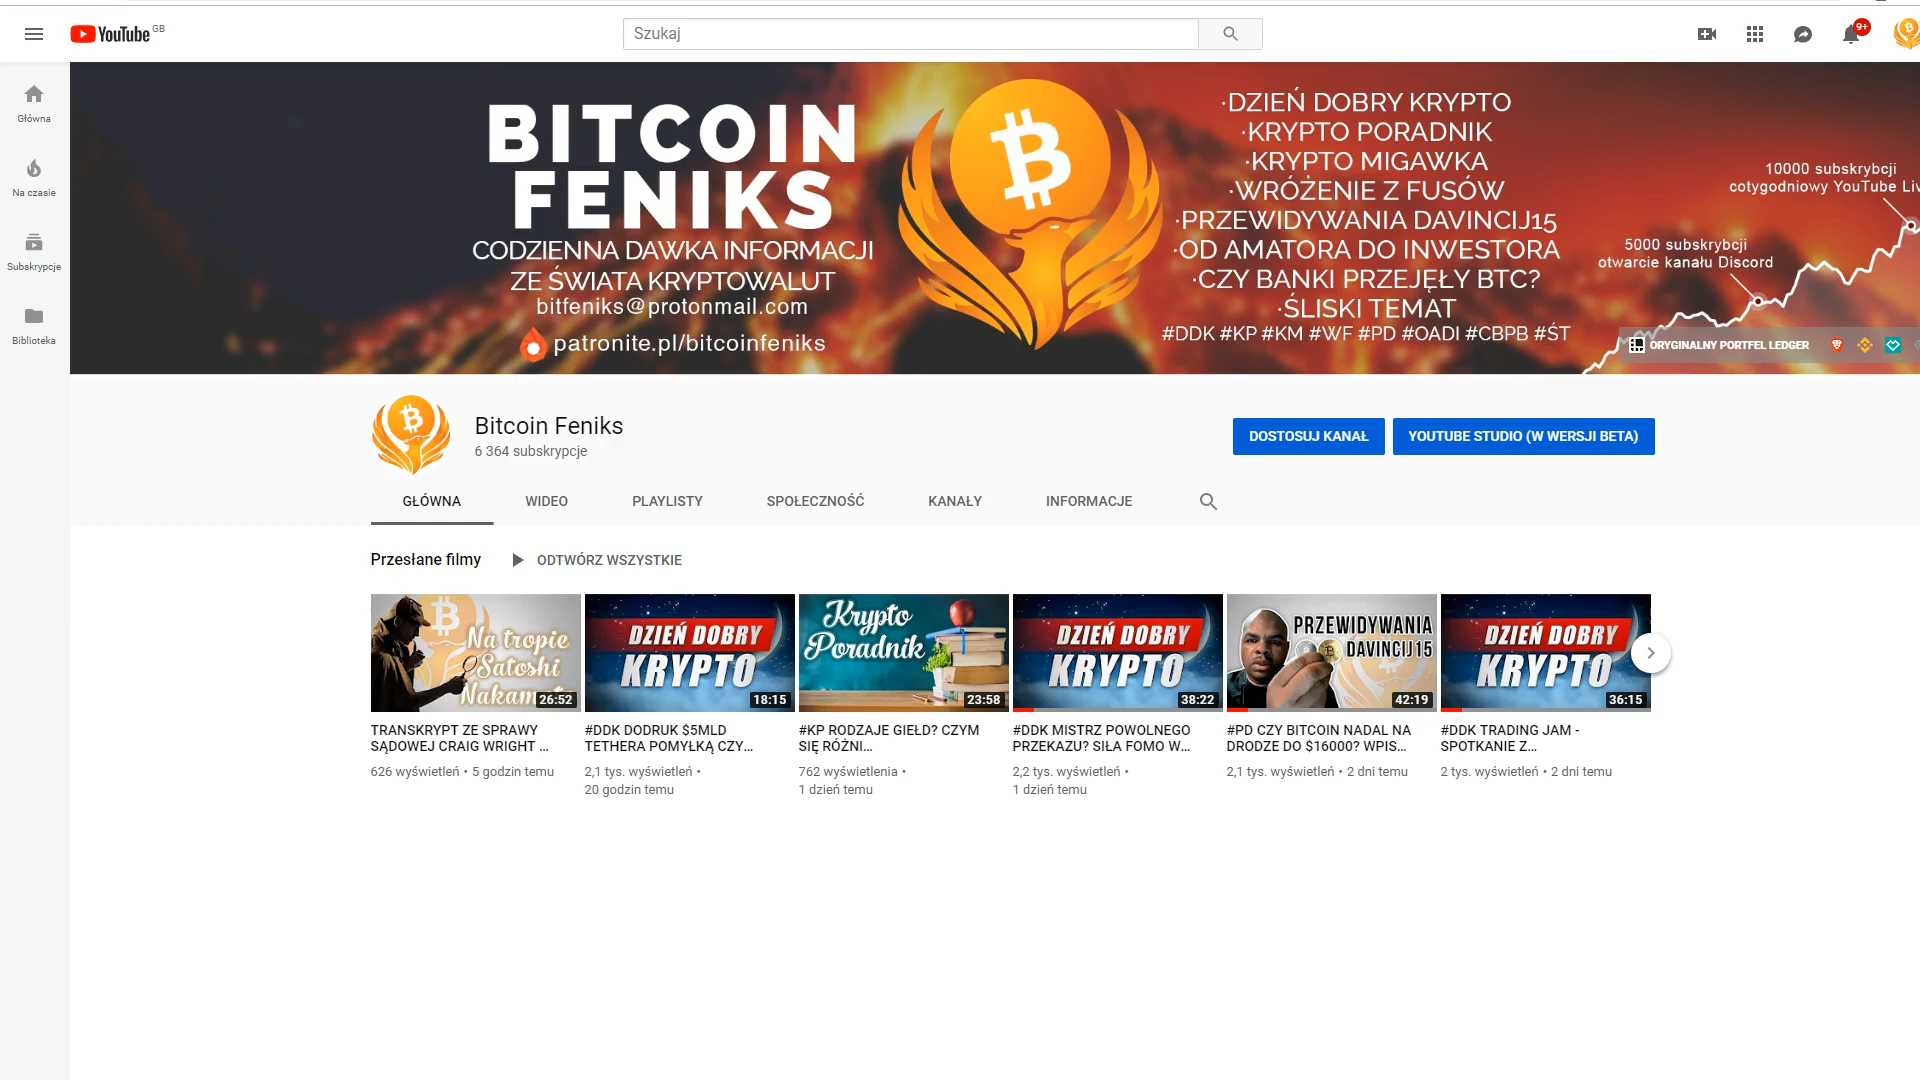 YouTube GB
Szukaj
9+
Główna
Na czasie
Subskrypcje
Biblioteka
BITCOIN
FENIKS
CODZIENNA DAWKA INFORMACJI
ZE ŚWIATA KRYPTOWALUT
bitfeniks@protonmail.com
patronite.pl/bitcoinfeniks
·DZIEŃ DOBRY KRYPTO
·KRYPTO PORADNIK
·KRYPTO MIGAWKA
·WRÓŻENIE Z FUSÓW
·PRZEWIDYWANIA DAVINCIJ15
·OD AMATORA DO INWESTORA
·CZY BANKI PRZEJĘŁY BTC?
·ŚLISKI TEMAT
#DDK #KP #KM #WF #PD #OADI #CBPB #ŚT
10000 subskrybcji
cotygodniowy YouTube Liv
5000 subskrybcji
otwarcie kanału Discord
ORYGINALNY PORTFEL LEDGER
Bitcoin Feniks
6 364 subskrypcje
DOSTOSUJ KANAŁ
YOUTUBE STUDIO (W WERSJI BETA)
GŁÓWNA WIDEO PLAYLISTY SPOŁECZNOŚĆ KANAŁY INFORMACJE
Przesłane filmy
ODTWÓRZ WSZYSTKIE
Na tropie
Satoshi
Nakam
26:52
TRANSKRYPT ZE SPRAWY
SĄDOWEJ CRAIG WRIGHT ...
626 wyświetleń • 5 godzin temu
DZIEŃ DOBRY
KRYPTO
18:15
#DDK DODRUK $5MLD
TETHERA POMYŁKĄ CZY...
2,1 tys. wyświetleń •
20 godzin temu
Krypto
Poradnik
23:58
#KP RODZAJE GIEŁD? CZYM
SIĘ RÓŻNI...
762 wyświetlenia •
1 dzień temu
DZIEŃ DOBRY
KRYPTO
38:22
#DDK MISTRZ POWOLNEGO
PRZEKAZU? SIŁA FOMO W...
2,2 tys. wyświetleń •
1 dzień temu
PRZEWIDYWANIA
DAVINCIJ15
42:19
#PD CZY BITCOIN NADAL NA
DRODZE DO $16000? WPIS...
2,1 tys. wyświetleń • 2 dni temu
DZIEŃ DOBRY
KRYPTO
36:15
#DDK TRADING JAM -
SPOTKANIE Z...
2 tys. wyświetleń • 2 dni temu